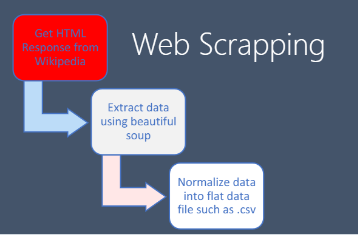 Web Scrapping
Get HTML
Response from
Wikipedia
Extract data
using beautiful
soup
Normalize data
into flat data
file such as .csv